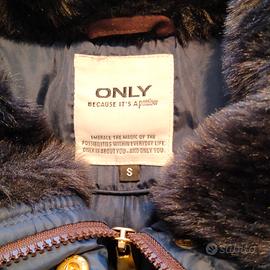 ONLY
BECAUSE IT'S A position
EMBRACE THE MAGIC OF THE
POSSIBILITIES WITHIN EVERYDAY LIFE.
ONLY IS ABOUT YOU - AND ONLY YOU.
S
subito